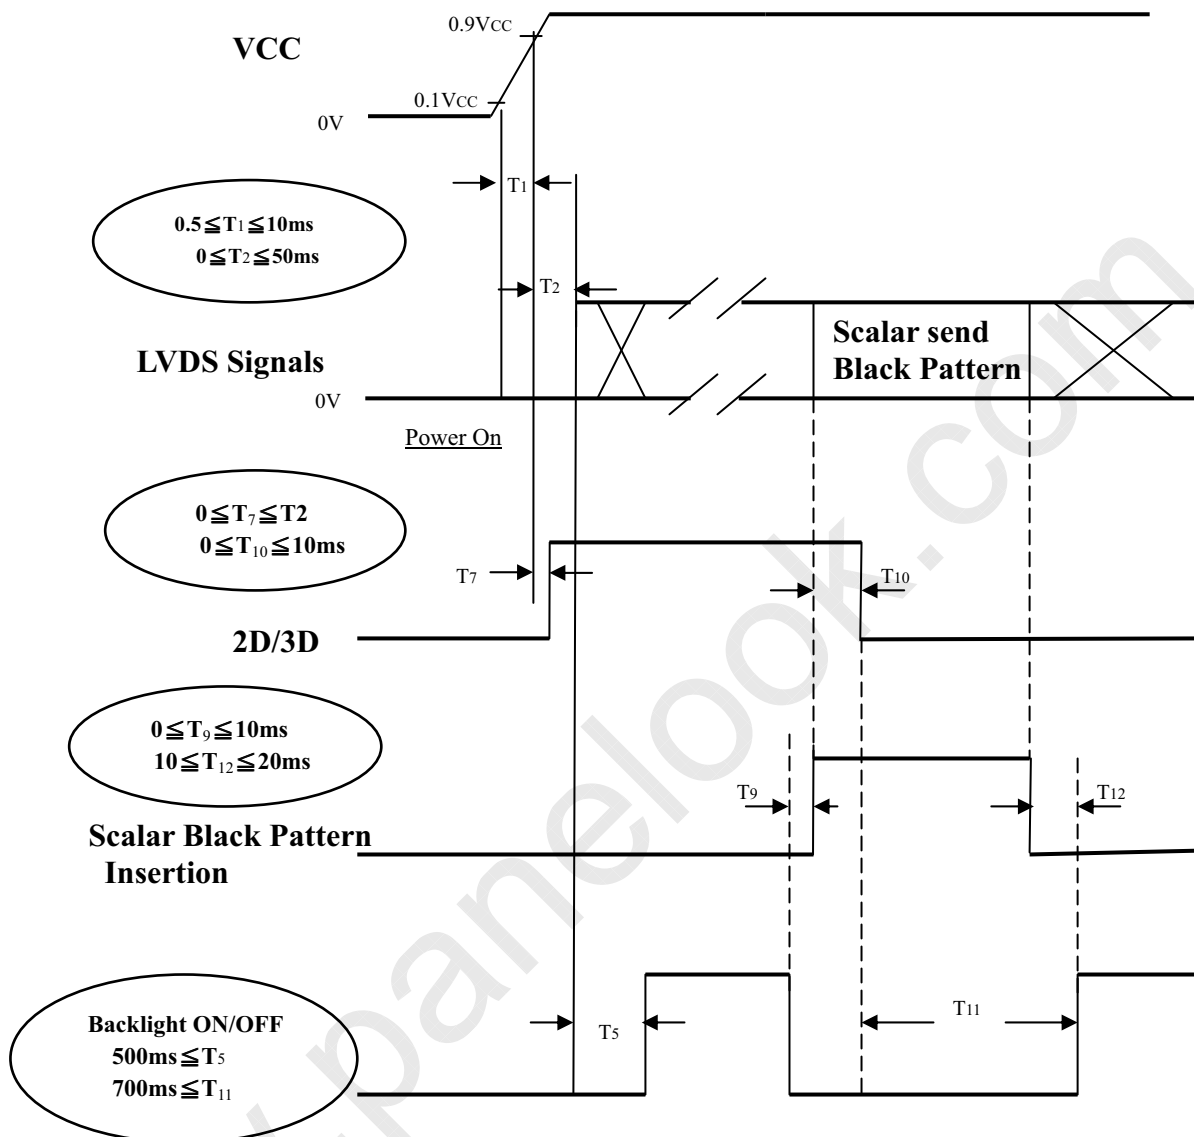 0.9VCC
VCC
0.1VCC
0V
T1
0.5≦T1≦10ms
0≦T2≦50ms
T2
Scalar send
Black Pattern
LVDS Signals
0V
Power On
0≦T7≦T2
0≦T10≦10ms
T7
T10
2D/3D
0≦T9≦10ms
10≦T12≦20ms
T9
T12
Scalar Black Pattern
Insertion
Backlight ON/OFF
500ms≦T5
700ms≦T11
T5
T11
panelook.com